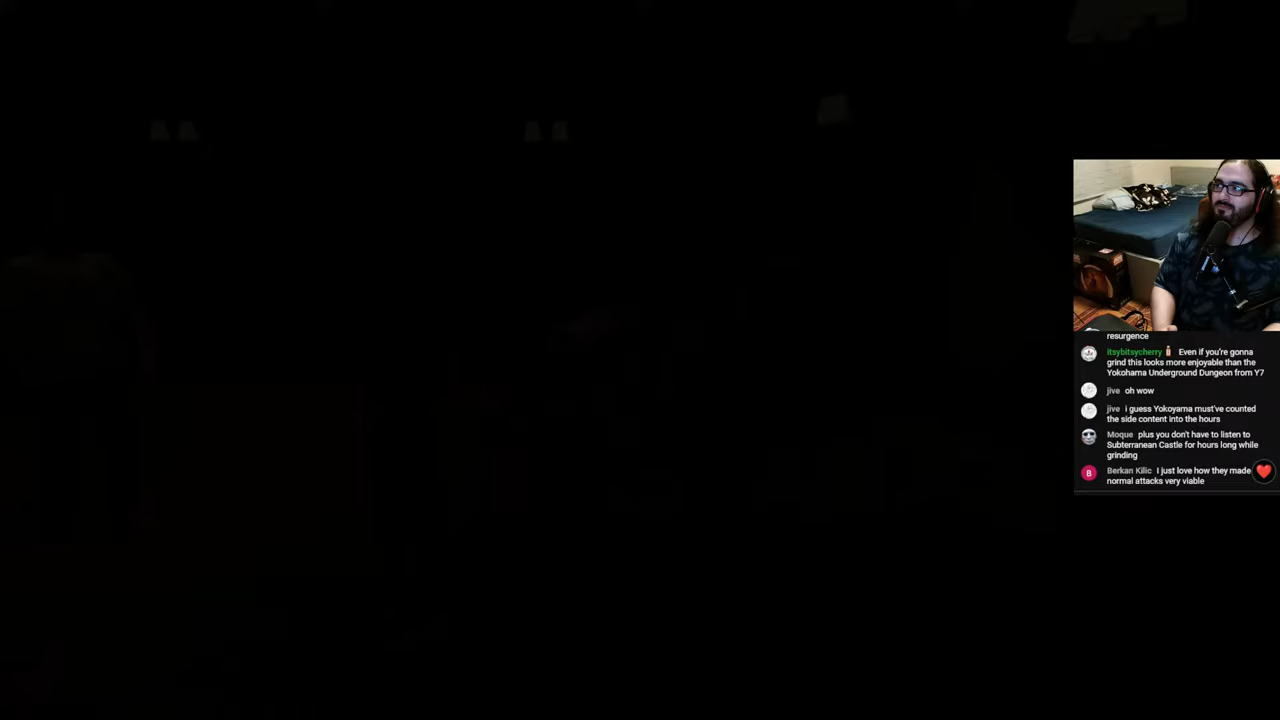 resurgence
itsybitsycherry Even if you're gonna
grind this looks more enjoyable than the
Yokohama Underground Dungeon from Y7
jive oh wow
jive i guess Yokoyama must've counted
the side content into the hours
Moque plus you don't have to listen to
Subterranean Castle for hours long while
grinding
B
Berkan Kilic I just love how they made
normal attacks very viable